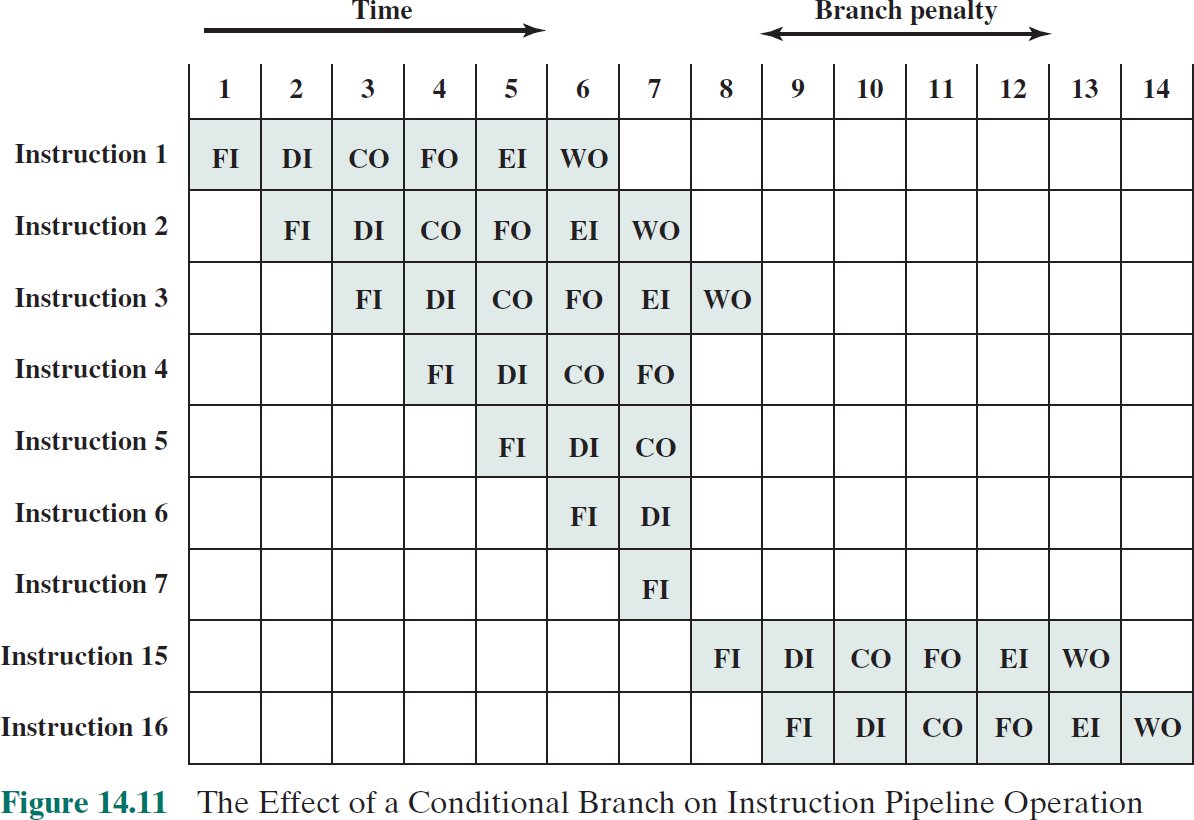 Time Branch penalty
1 2 3 4 5 6 7 8 9 10 11 12 13 14
Instruction 1 FI DI CO FO EI WO
Instruction 2 FI DI CO FO EI WO
Instruction 3 FI DI CO FO EI WO
Instruction 4 FI DI CO FO
Instruction 5 FI DI CO
Instruction 6 FI DI
Instruction 7 FI
Instruction 15 FI DI CO FO EI WO
Instruction 16 FI DI CO FO EI WO
Figure 14.11 The Effect of a Conditional Branch on Instruction Pipeline Operation